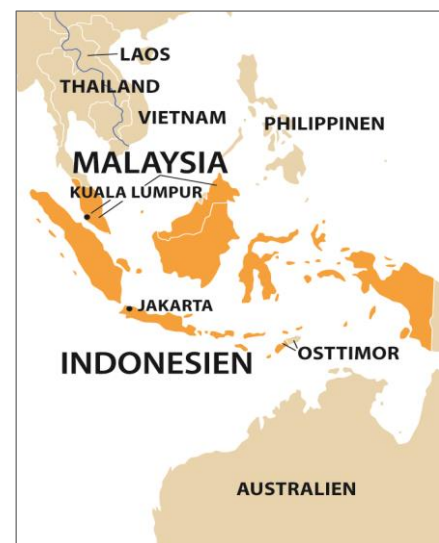 LAOS
THAILAND
VIETNAM
PHILIPPINEN
MALAYSIA
KUALA LUMPUR
JAKARTA
INDONESIEN
OSTTIMOR
AUSTRALIEN